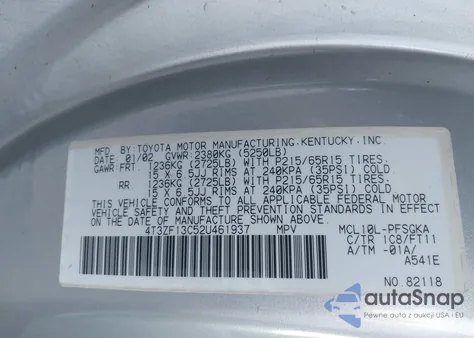 MFD. BY: TOYOTA MOTOR MANUFACTURING, KENTUCKY, INC.
DATE: 01/02 GVWR: 2380KG (5250LB)
GAWR: FRT. 1236KG (2725LB) WITH P215/65R15 TIRES,
15 X 6.5JJ RIMS AT 240KPA (35PSI) COLD
RR 1236KG (2725LB) WITH P215/65R15 TIRES,
15 X 6.5JJ RIMS AT 240KPA (35PSI) COLD
THIS VEHICLE CONFORMS TO ALL APPLICABLE FEDERAL MOTOR
VEHICLE SAFETY STANDARDS IN EFFECT ON THE DATE
OF MANUFACTURE SHOWN ABOVE.
4T3ZF13C52U461937 MPV
MCL10L-PFSGKA
C/TR 1C8/FT11
A/TM -01A/
A541E
NO.82118
autoSnap
Pewne auta z USA i EU